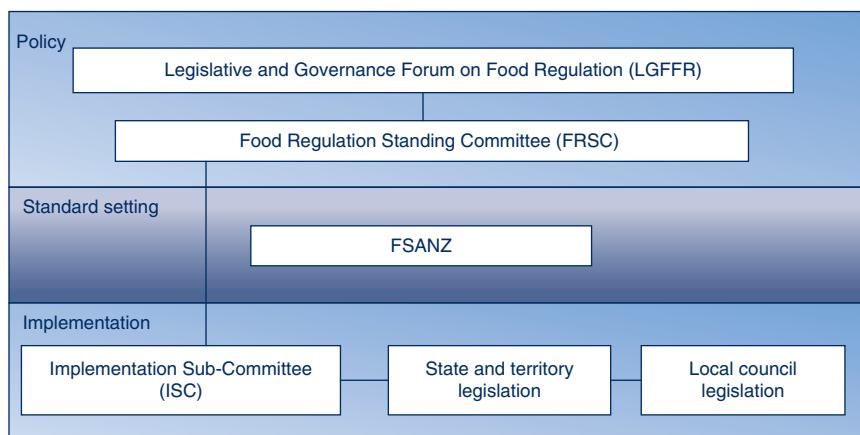 Policy
Legislative and Governance Forum on Food Regulation (LGFFR)
Food Regulation Standing Committee (FRSC)
Standard setting
FSANZ
Implementation
Implementation Sub-Committee
(ISC)
State and territory
legislation
Local council
legislation